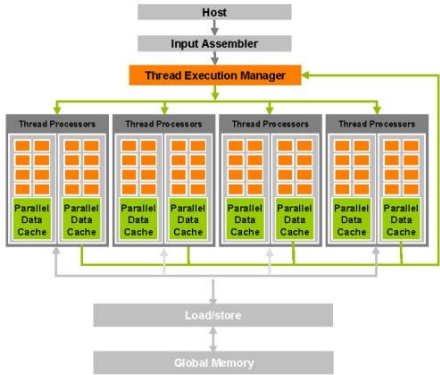 Host
Input Assembler
Thread Execution Manager
Thread Processors
Thread Processors
Thread Processors
Thread Processors
Parallel
Data
Cache
Parallel
Data
Cache
Parallel
Data
Cache
Parallel
Data
Cache
Parallel
Data
Cache
Parallel
Data
Cache
Parallel
Data
Cache
Parallel
Data
Cache
Load/store
Global Memory